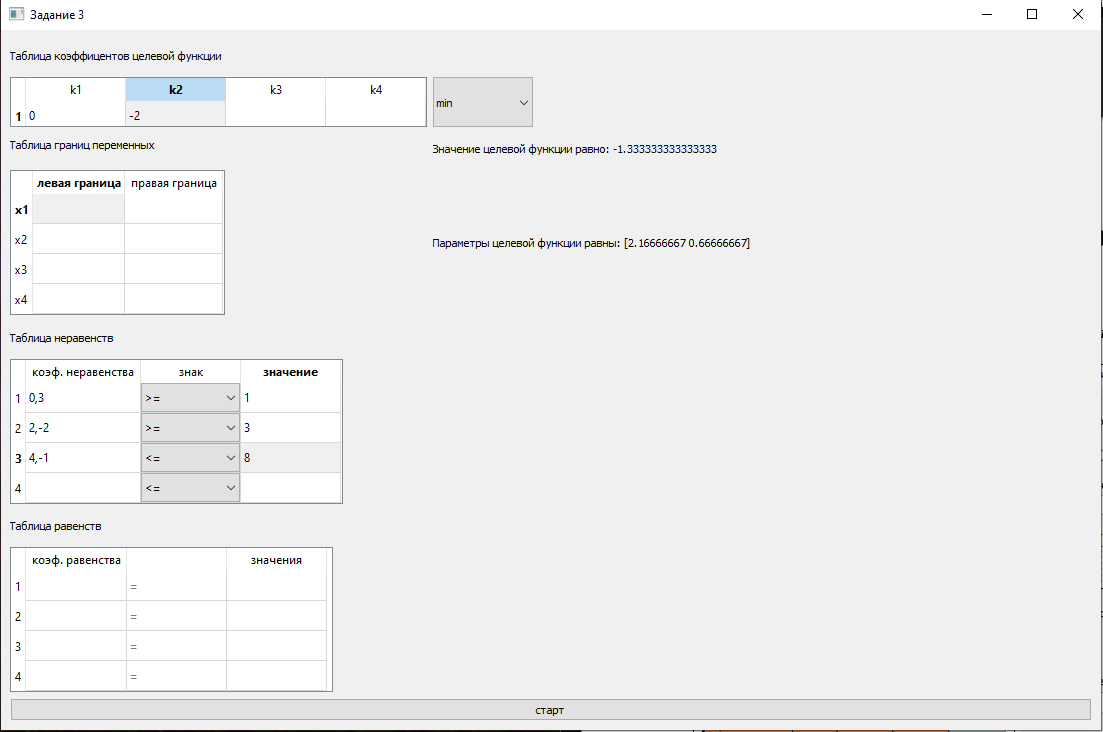 Задание 3
Таблица коэффицентов целевой функции
k1 k2 k3 k4
1 0 -2
min
Таблица границ переменных
Значение целевой функции равно: -1.333333333333333
левая граница правая граница
x1
x2
Параметры целевой функции равны: [2.16666667 0.66666667]
x3
x4
Таблица неравенств
коэф. неравенства знак значение
1 0,3 >= 1
2 2,-2 >= 3
3 4,-1 <= 8
4 <=
Таблица равенств
коэф. равенства значения
1 =
2 =
3 =
4 =
старт